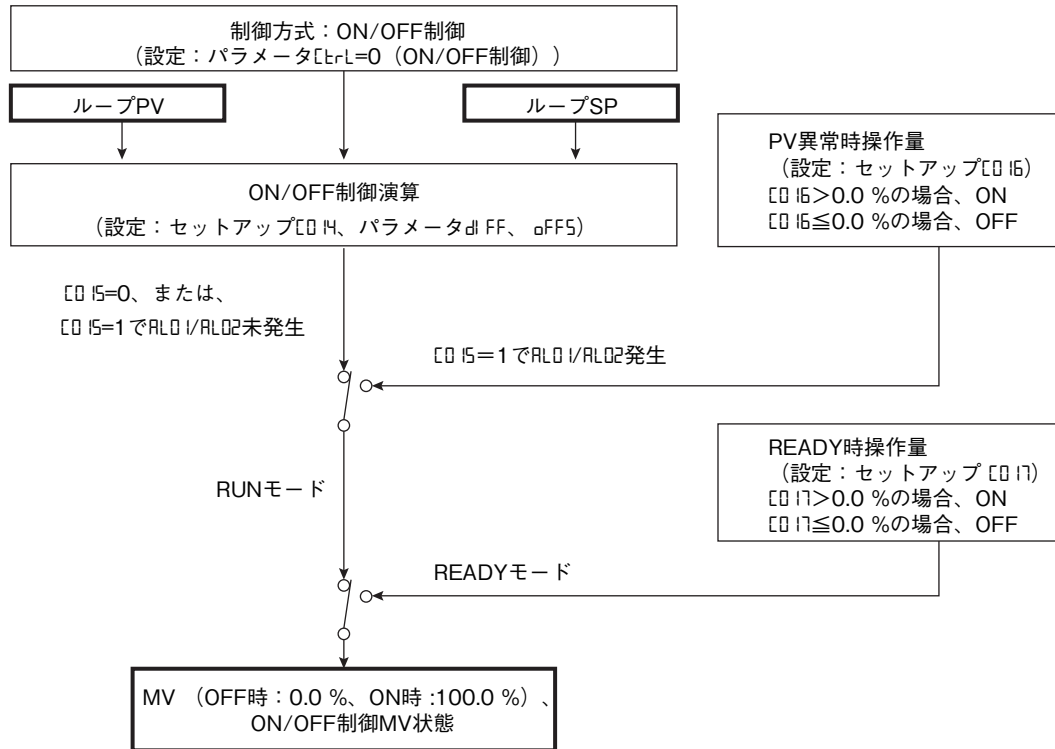 制御方式：ON/OFF制御
（設定：パラメータCtrL=0（ON/OFF制御））
ループPV
ループSP
ON/OFF制御演算
（設定：セットアップC014、パラメータdiFF、oFFS）
PV異常時操作量
（設定：セットアップC016）
C016＞0.0 %の場合、ON
C016≦0.0 %の場合、OFF
C015=0、または、
C015=1でAL01/AL02未発生
C015＝1でAL01/AL02発生
READY時操作量
（設定：セットアップ C017）
C017＞0.0 %の場合、ON
C017≦0.0 %の場合、OFF
RUNモード
READYモード
MV （OFF時：0.0 %、ON時 :100.0 %）、
ON/OFF制御MV状態